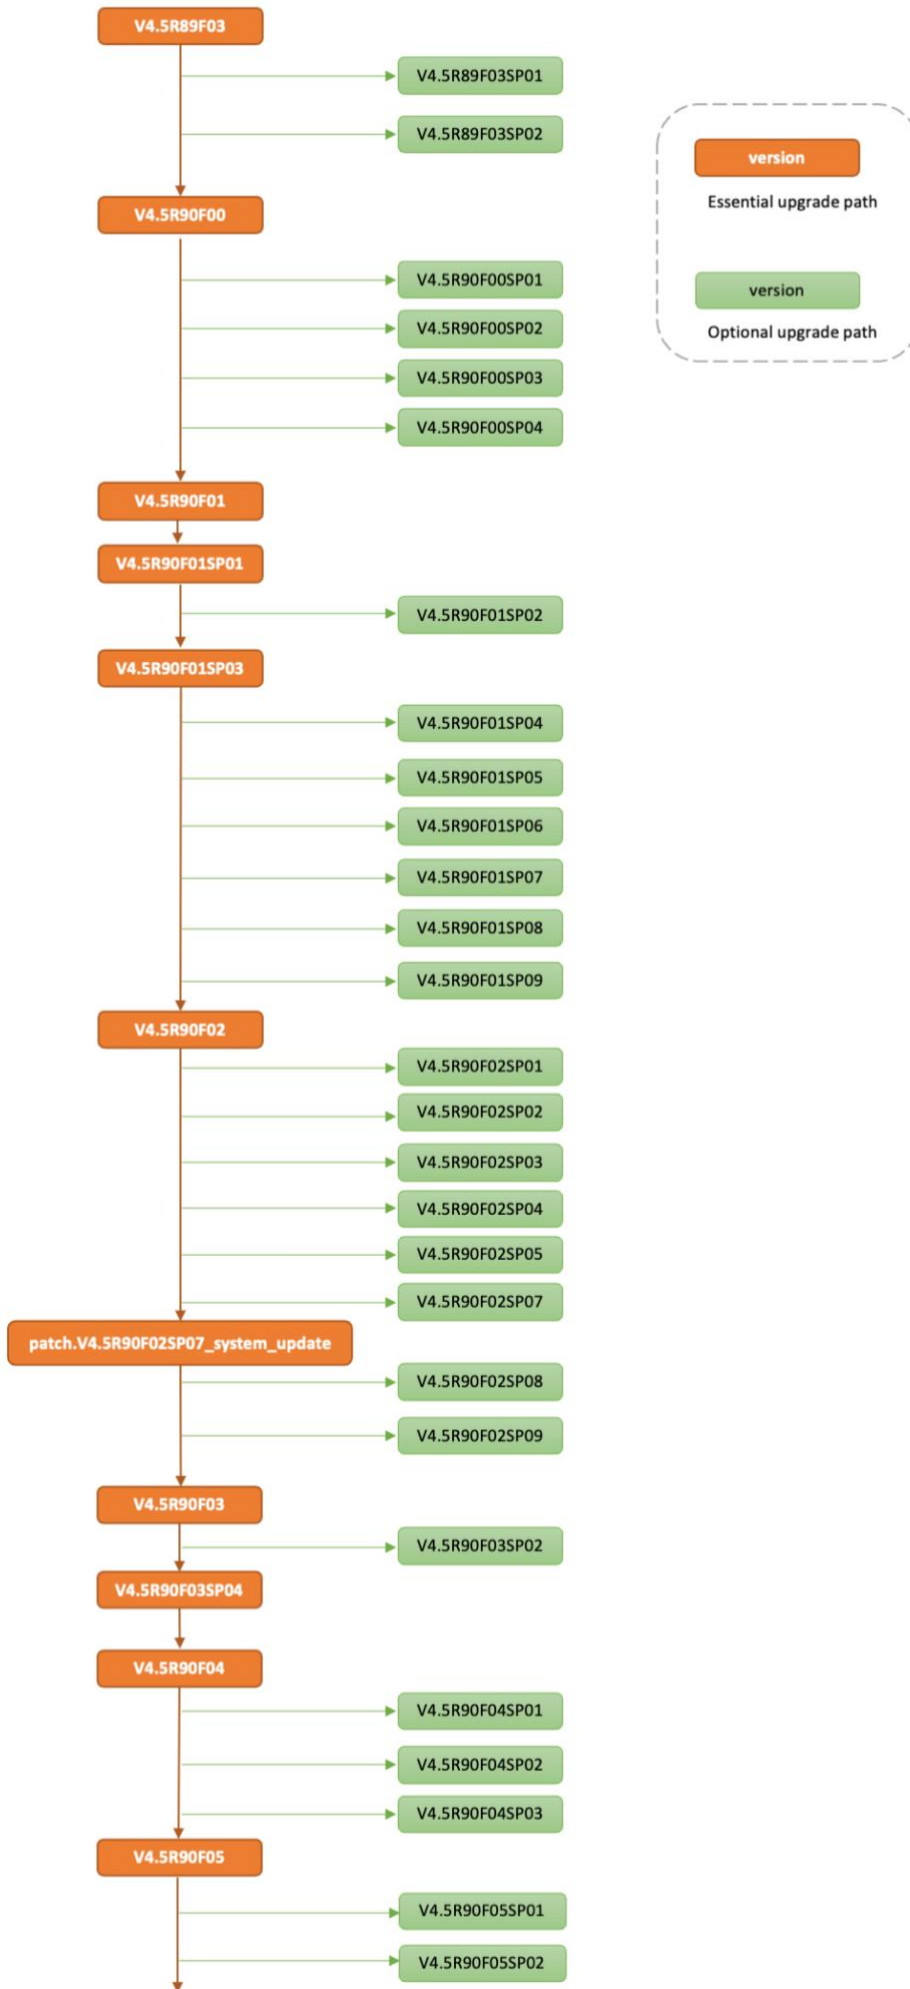 V4.5R89F03
V4.5R89F03SP01
V4.5R89F03SP02
version
Essential upgrade path
V4.5R90F00
V4.5R90F00SP01
version
V4.5R90F00SP02
Optional upgrade path
V4.5R90F00SP03
V4.5R90F00SP04
V4.5R90F01
V4.5R90F01SP01
V4.5R90F01SP02
V4.5R90F01SP03
V4.5R90F01SP04
V4.5R90F01SP05
V4.5R90F01SP06
V4.5R90F01SP07
V4.5R90F01SP08
V4.5R90F01SP09
V4.5R90F02
V4.5R90F02SP01
V4.5R90F02SP02
V4.5R90F02SP03
V4.5R90F02SP04
V4.5R90F02SP05
V4.5R90F02SP07
patch.V4.5R90F02SP07_system_update
V4.5R90F02SP08
V4.5R90F02SP09
V4.5R90F03
V4.5R90F03SP02
V4.5R90F03SP04
V4.5R90F04
V4.5R90F04SP01
V4.5R90F04SP02
V4.5R90F04SP03
V4.5R90F05
V4.5R90F05SP01
V4.5R90F05SP02